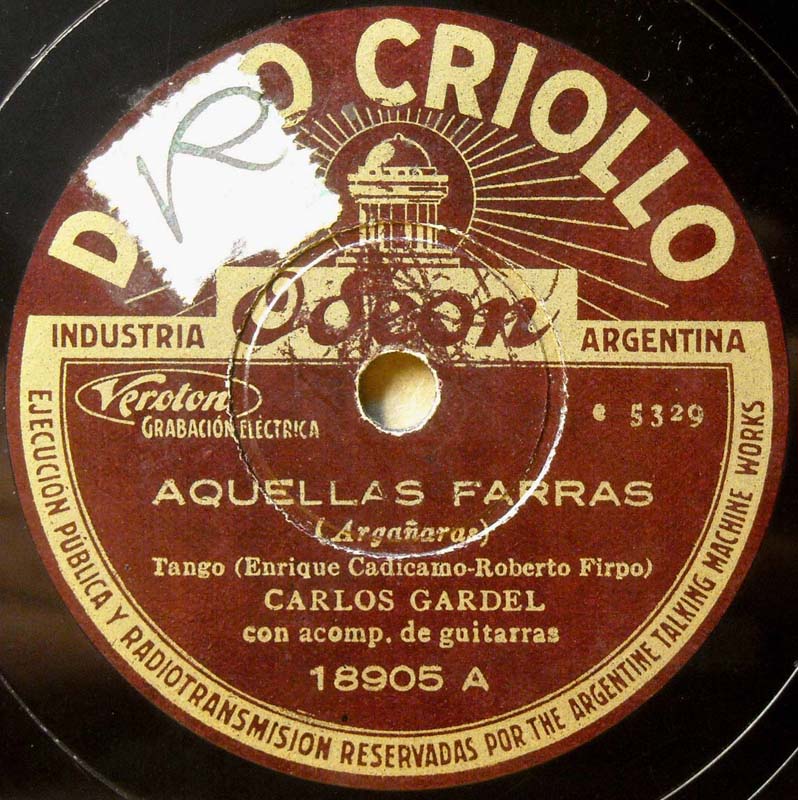 D O CRIOLLO
R
Odeon
INDUSTRIA ARGENTINA
Veroton
GRABACIÓN ELÉCTRICA
e 5329
AQUELLAS FARRAS
(Argañaras)
Tango (Enrique Cadicamo-Roberto Firpo)
CARLOS GARDEL
con acomp. de guitarras
18905 A
EJECUCIÓN PÚBLICA Y RADIOTRANSMISION RESERVADAS POR THE ARGENTINE TALKING MACHINE WORKS